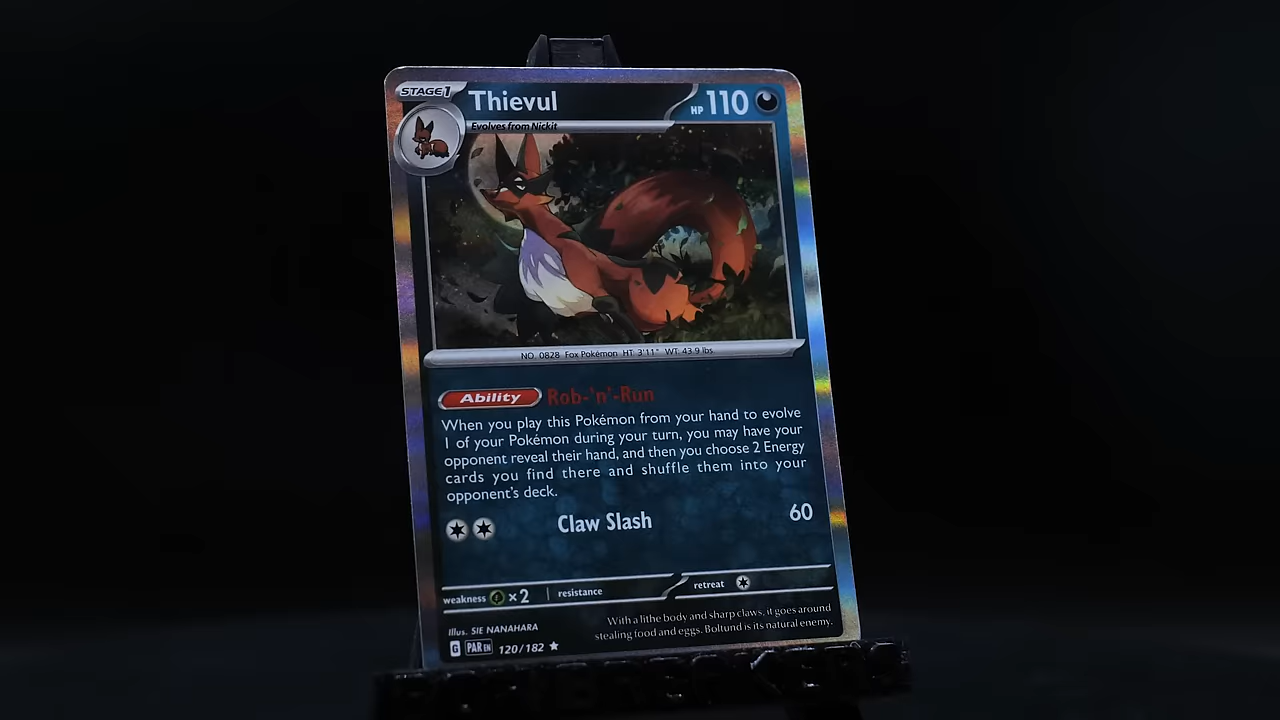 STAGE1
Thievul
HP 110
Evolves from Nickit
NO. 0828 Fox Pokémon HT: 3'11" WT: 43.9 lbs.
Ability Rob-'n'-Run
When you play this Pokémon from your hand to evolve
1 of your Pokémon during your turn, you may have your
opponent reveal their hand, and then you choose 2 Energy
cards you find there and shuffle them into your
opponent's deck.
Claw Slash 60
weakness ×2 resistance retreat
With a lithe body and sharp claws, it goes around
stealing food and eggs. Boltund is its natural enemy.
Illus. SIE NANAHARA
G PAR EN 120/182